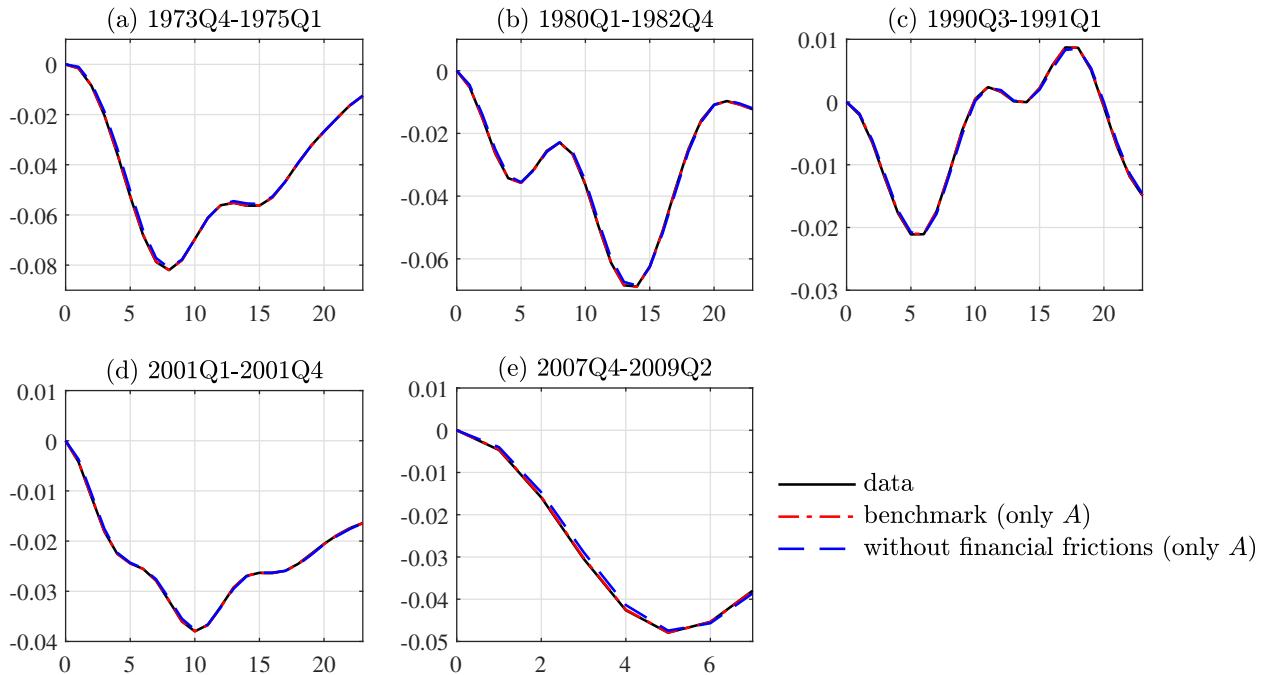 (a) 1973Q4-1975Q1
0
-0.02
-0.04
-0.06
-0.08
0 5 10 15 20
(b) 1980Q1-1982Q4
0
-0.02
-0.04
-0.06
0 5 10 15 20
(c) 1990Q3-1991Q1
0.01
0
-0.01
-0.02
-0.03
0 5 10 15 20
(d) 2001Q1-2001Q4
0.01
0
-0.01
-0.02
-0.03
-0.04
0 5 10 15 20
(e) 2007Q4-2009Q2
0.01
0
-0.01
-0.02
-0.03
-0.04
-0.05
0 2 4 6
data
benchmark (only A)
without financial frictions (only A)